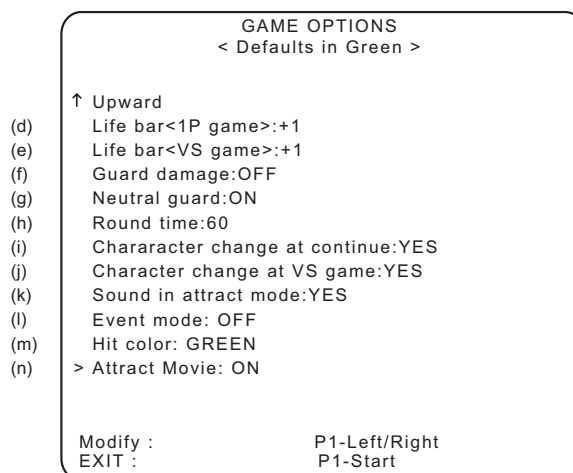 GAME OPTIONS
< Defaults in Green >
↑ Upward
(d) Life bar<1P game>:+1
(e) Life bar<VS game>:+1
(f) Guard damage:OFF
(g) Neutral guard:ON
(h) Round time:60
(i) Chararacter change at continue:YES
(j) Character change at VS game:YES
(k) Sound in attract mode:YES
(l) Event mode: OFF
(m) Hit color: GREEN
(n) > Attract Movie: ON
Modify : P1-Left/Right
EXIT : P1-Start